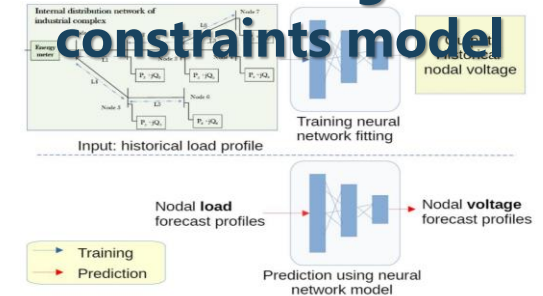 Internal distribution network of
industrial complex
Node 7
constraints model
Energy
meter
L1
L4
Node 3
Node 6
L5
Input: historical load profile
Training neural
network fitting
nodal voltage
Nodal load
forecast profiles
Nodal voltage
forecast profiles
Training
Prediction
Prediction using neural
network model